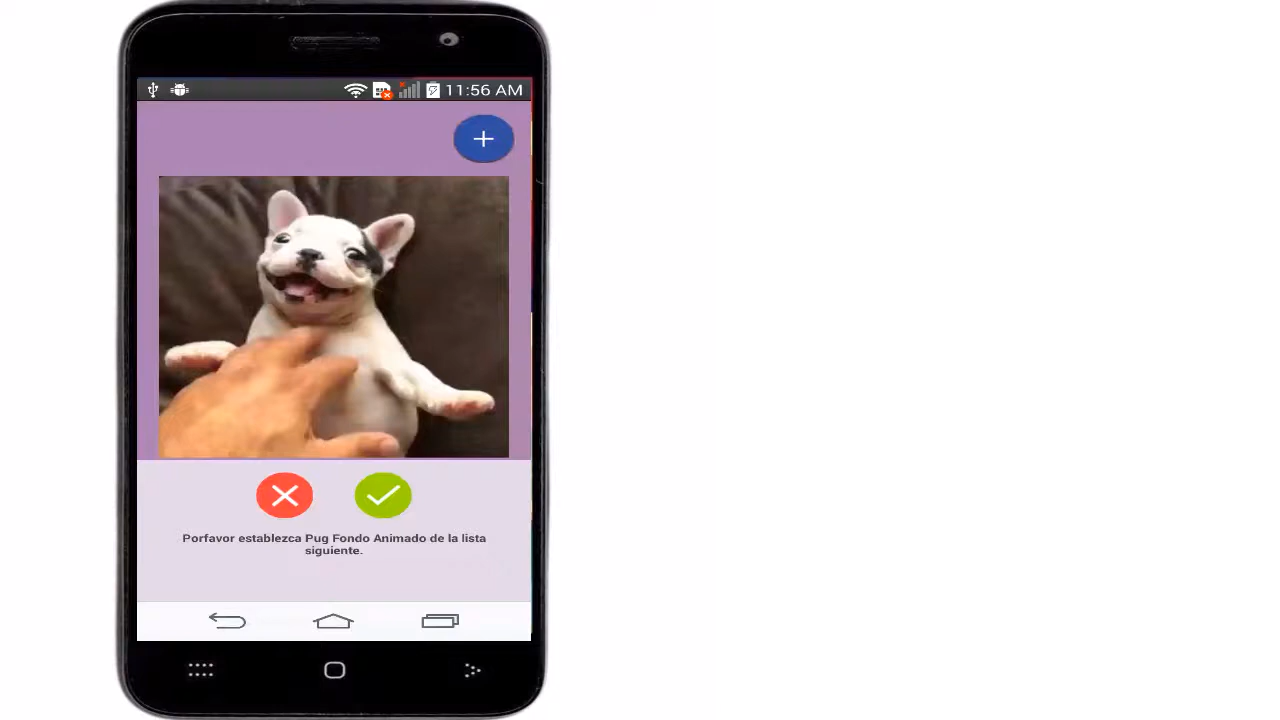 11:56 AM
Porfavor establezca Pug Fondo Animado de la lista
siguiente.